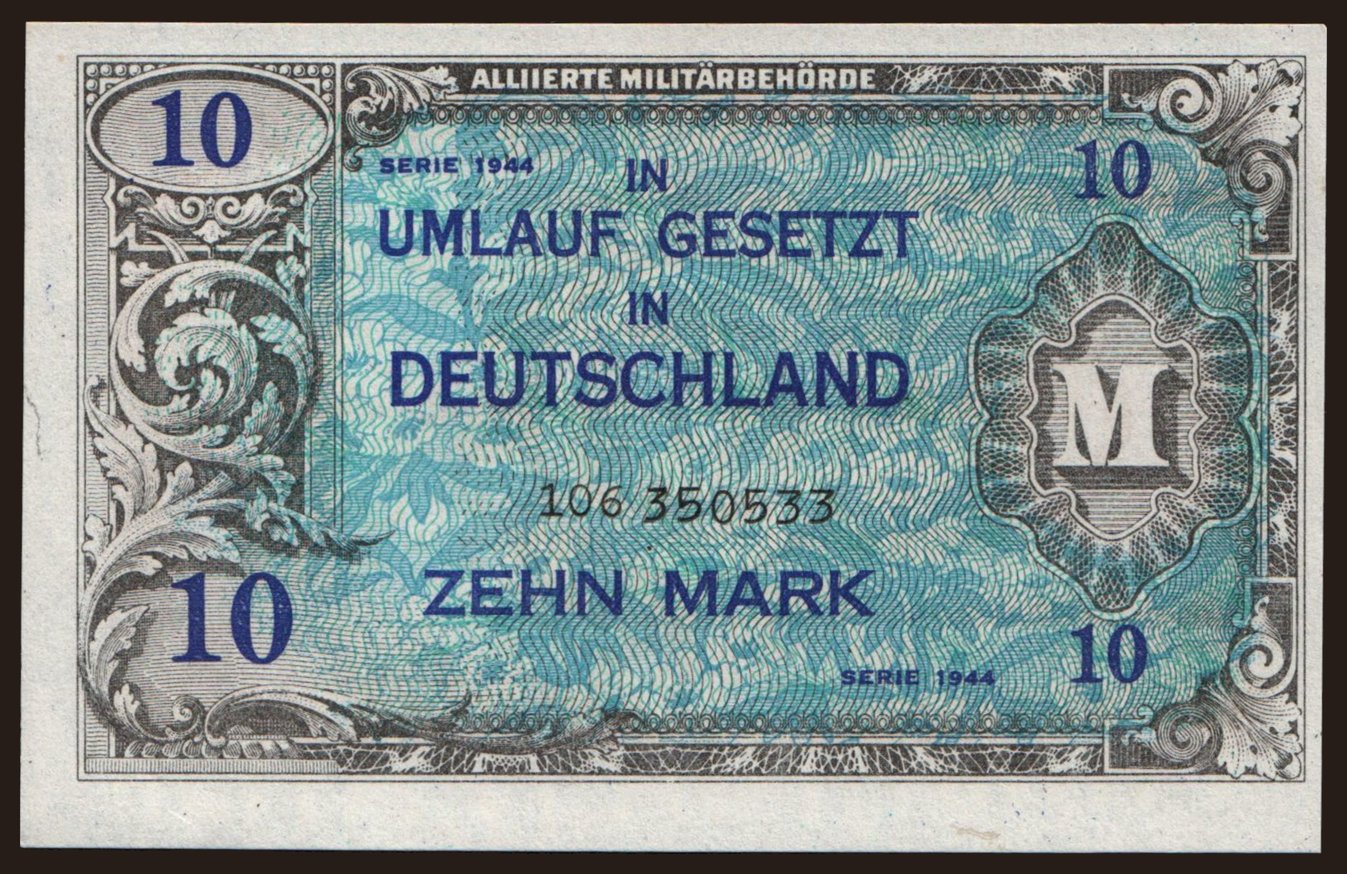 ALLIIERTE MILITÄRBEHÖRDE
10
10
SERIE 1944
IN
UMLAUF GESETZT
IN
DEUTSCHLAND
M
106 350533
ZEHN MARK
10
10
SERIE 1944